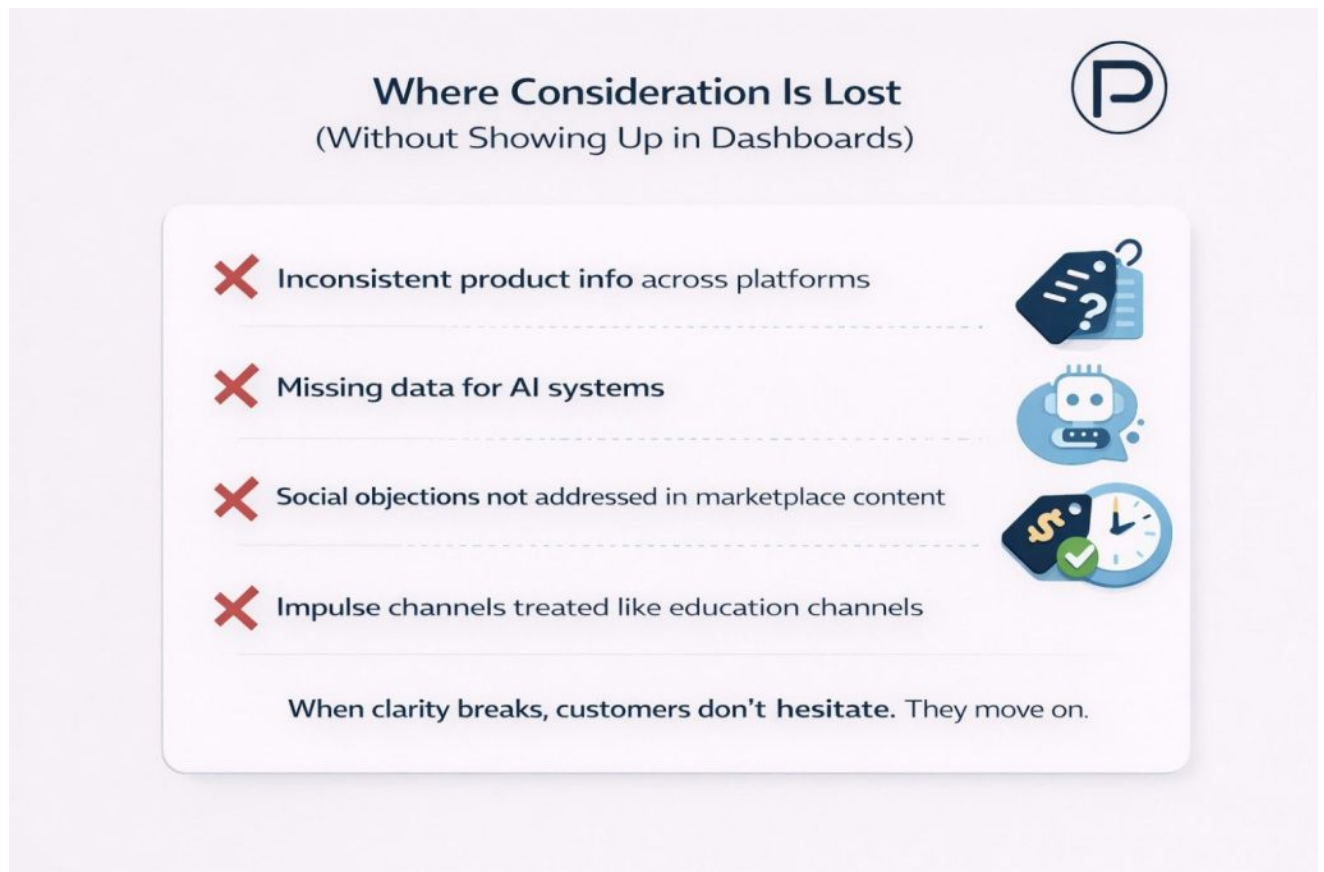 Where Consideration Is Lost
(Without Showing Up in Dashboards)
P
Inconsistent product info across platforms
?
Missing data for AI systems
Social objections not addressed in marketplace content
$
Impulse channels treated like education channels
When clarity breaks, customers don't hesitate. They move on.